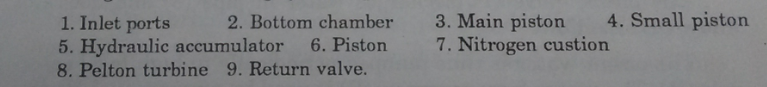 1. Inlet ports 2. Bottom chamber 3. Main piston 4. Small piston
5. Hydraulic accumulator 6. Piston 7. Nitrogen custion
8. Pelton turbine 9. Return valve.